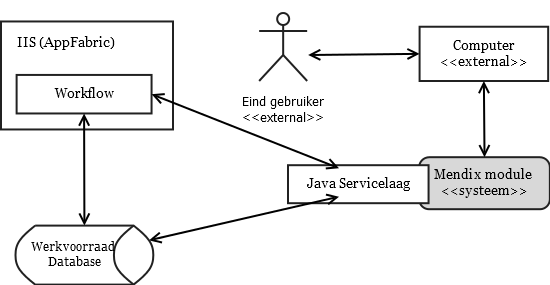 IIS (AppFabric)
Workflow
Eind gebruiker
<<external>>
Computer
<<external>>
Java Servicelaag
Mendix module
<<systeem>>
Werkvoorraad
Database